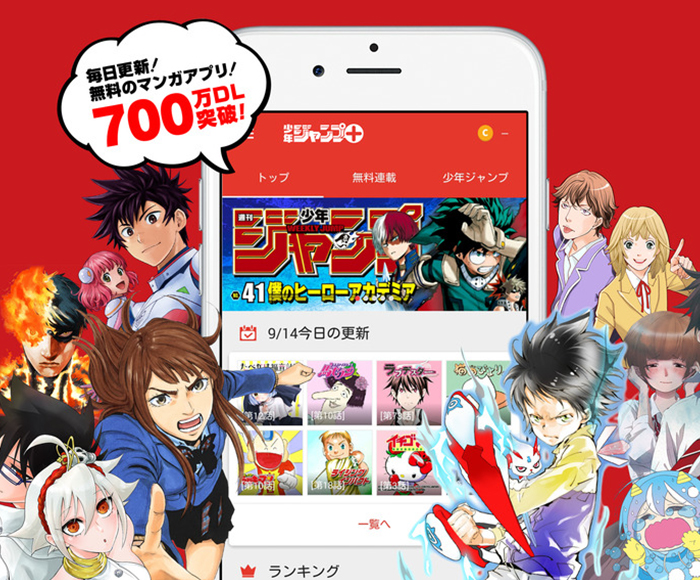 毎日更新!
無料のマンガアプリ!
700万DL
突破!
少年ジャンプ+
C
トップ
無料連載
少年ジャンプ
週刊少年
ジャンプ
WEEKLY JUMP
NO.41 僕のヒーローアカデミア
9/14今日の更新
[第10話]
[第73話]
[第10話]
[第18話]
[第3話]
一覧へ
ランキング